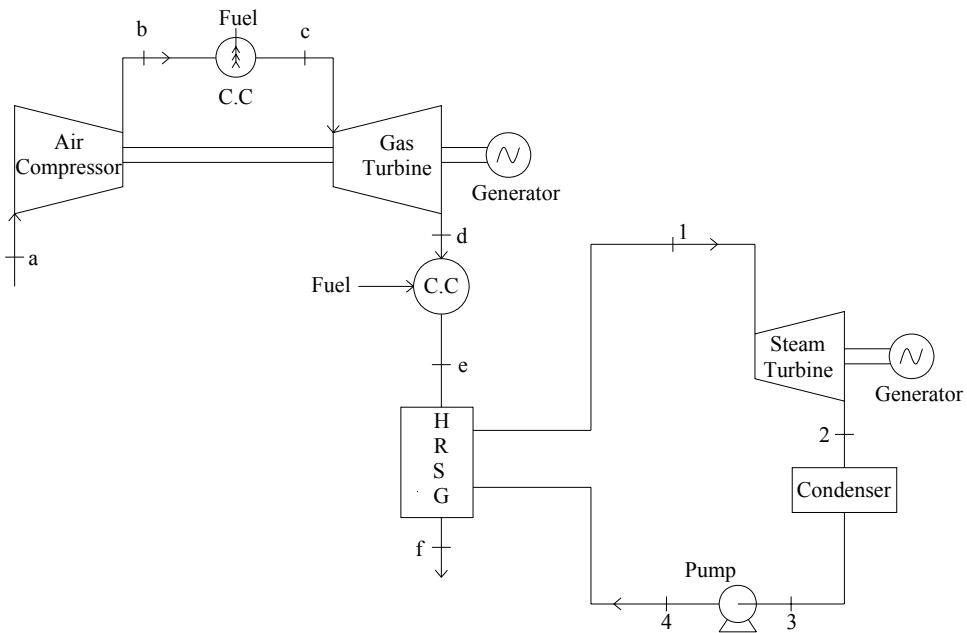 b
Fuel
c
C.C
Air
Compressor
Gas
Turbine
Generator
a
d
Fuel
C.C
1
e
Steam
Turbine
Generator
H
R
S
G
2
Condenser
f
Pump
4
3